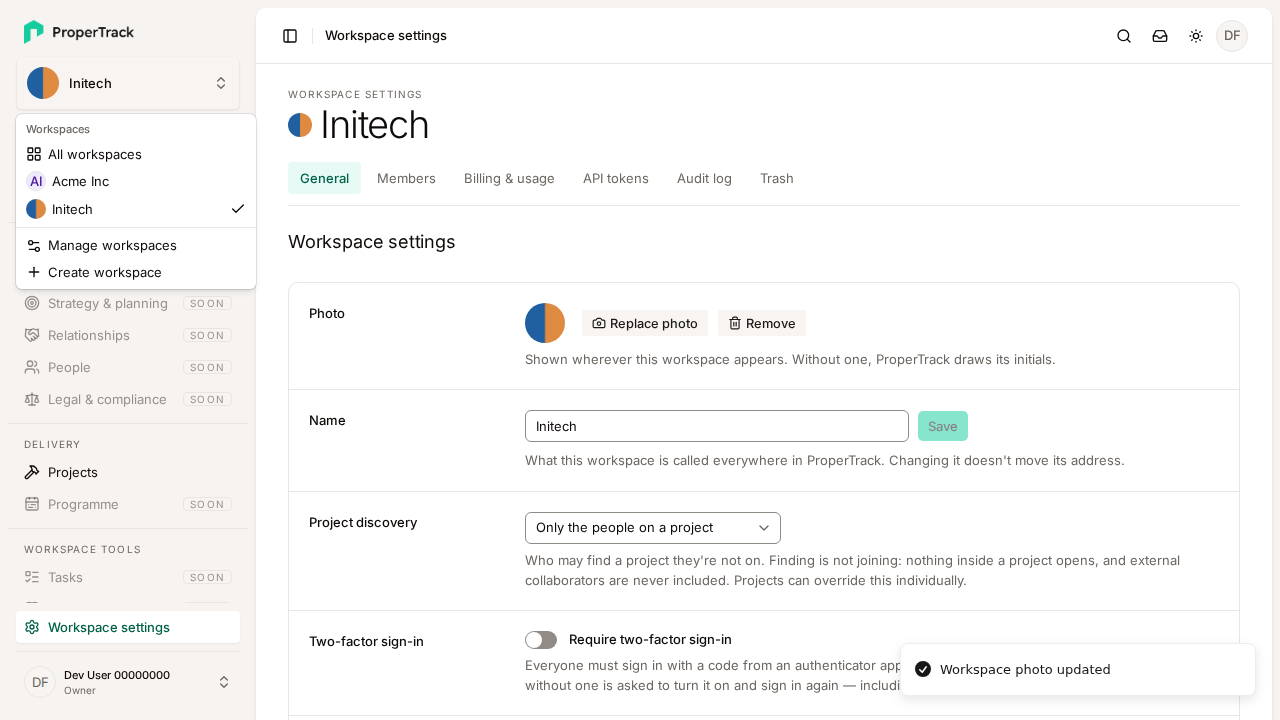 ProperTrack
Initech
Workspaces
All workspaces
AI Acme Inc
Initech
Manage workspaces
Create workspace
Strategy & planning SOON
Relationships SOON
People SOON
Legal & compliance SOON
DELIVERY
Projects
Programme SOON
WORKSPACE TOOLS
Tasks SOON
Workspace settings
DF Dev User 00000000
Owner
Workspace settings
DF
WORKSPACE SETTINGS
Initech
General Members Billing & usage API tokens Audit log Trash
Workspace settings
Photo
Replace photo Remove
Shown wherever this workspace appears. Without one, ProperTrack draws its initials.
Name
Initech Save
What this workspace is called everywhere in ProperTrack. Changing it doesn't move its address.
Project discovery
Only the people on a project
Who may find a project they're not on. Finding is not joining: nothing inside a project opens, and external
collaborators are never included. Projects can override this individually.
Two-factor sign-in
Require two-factor sign-in
Everyone must sign in with a code from an authenticator app
without one is asked to turn it on and sign in again —
Workspace photo updated